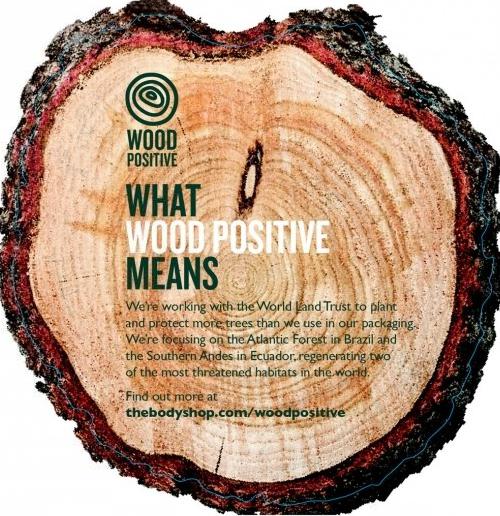 WOOD
POSITIVE
WHAT
WOOD POSITIVE
MEANS
We're working with the World Land Trust to plant
and protect more trees than we use in our packaging.
We're focusing on the Atlantic Forest in Brazil and
the Southern Andes in Ecuador, regenerating two
of the most threatened habitats in the world.
Find out more at
thebodyshop.com/woodpositive